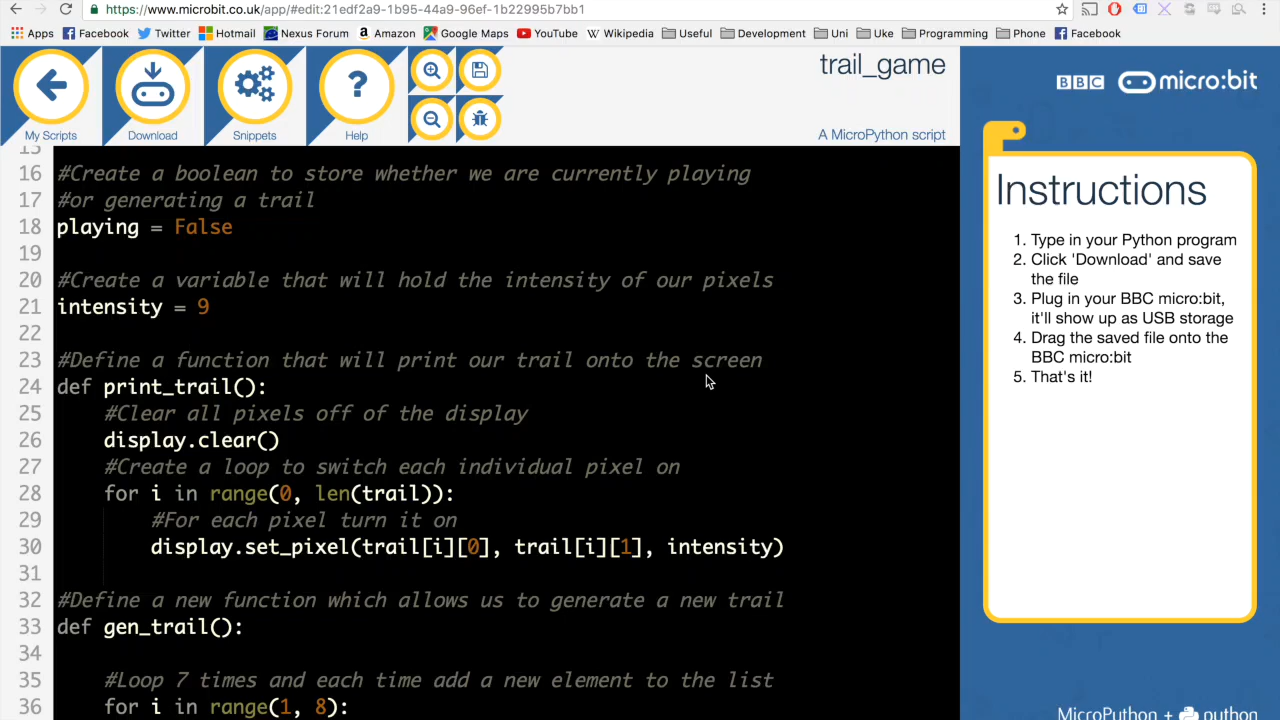 https://www.microbit.co.uk/app/#edit:21edf2a9-1b95-44a9-96ef-1b22995b7bb1
Apps Facebook Twitter Hotmail Nexus Forum Amazon Google Maps YouTube Wikipedia Useful Development Uni Uke Programming Phone Facebook
trail_game
A MicroPython script
My Scripts Download Snippets ? Help
BBC micro:bit
15
16 #Create a boolean to store whether we are currently playing
17 #or generating a trail
18 playing = False
19
20 #Create a variable that will hold the intensity of our pixels
21 intensity = 9
22
23 #Define a function that will print our trail onto the screen
24 def print_trail():
25 #Clear all pixels off of the display
26 display.clear()
27 #Create a loop to switch each individual pixel on
28 for i in range(0, len(trail)):
29 #For each pixel turn it on
30 display.set_pixel(trail[i][0], trail[i][1], intensity)
31
32 #Define a new function which allows us to generate a new trail
33 def gen_trail():
34
35 #Loop 7 times and each time add a new element to the list
36 for i in range(1, 8):
Instructions
1. Type in your Python program
2. Click 'Download' and save
the file
3. Plug in your BBC micro:bit,
it'll show up as USB storage
4. Drag the saved file onto the
BBC micro:bit
5. That's it!
MicroPython + python